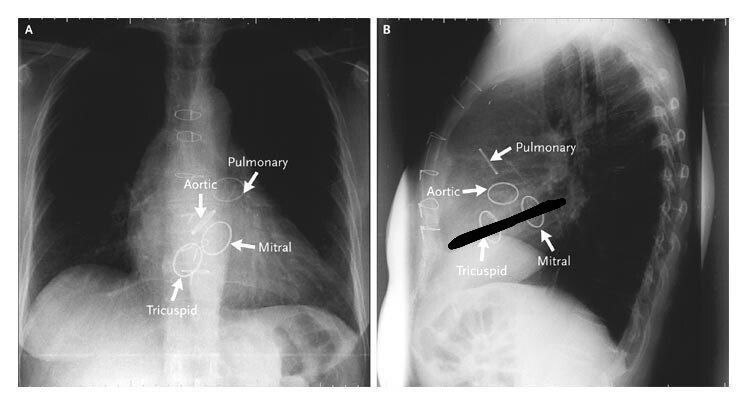 A
Pulmonary
Aortic
Mitral
Tricuspid
B
Pulmonary
Aortic
Mitral
Tricuspid